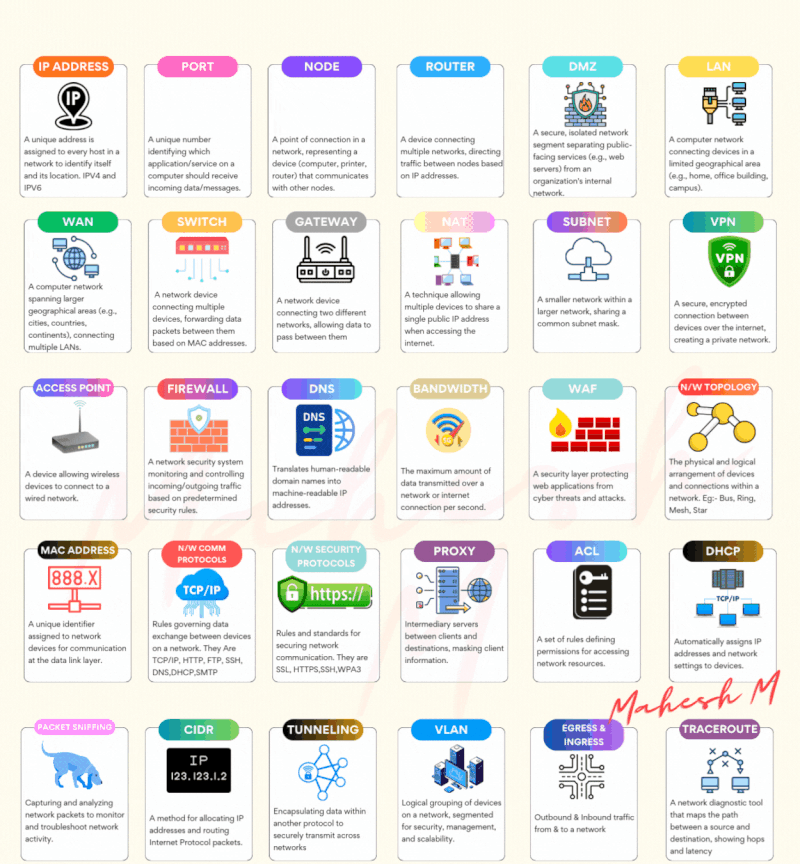 IP ADDRESS
IP
A unique address is
assigned to every host in a
network to identify itself
and its location. IPV4 and
IPV6
PORT
A unique number
identifying which
application/service on a
computer should receive
incoming data/messages.
NODE
A point of connection in a
network, representing a
device (computer, printer,
router) that communicates
with other nodes.
ROUTER
A device connecting
multiple networks, directing
traffic between nodes based
on IP addresses.
DMZ
A secure, isolated network
segment separating public-
facing services (e.g., web
servers) from an
organization's internal
network.
LAN
A computer network
connecting devices in a
limited geographical area
(e.g., home, office building,
campus).
WAN
A computer network
spanning larger
geographical areas (e.g.,
cities, countries,
continents), connecting
multiple LANs.
SWITCH
A network device
connecting multiple
devices, forwarding data
packets between them
based on MAC addresses.
GATEWAY
A network device
connecting two different
networks, allowing data to
pass between them
NAT
A technique allowing
multiple devices to share a
single public IP address
when accessing the
internet.
SUBNET
A smaller network within a
larger network, sharing a
common subnet mask.
VPN
VPN
A secure, encrypted
connection between
devices over the internet,
creating a private network.
ACCESS POINT
A device allowing wireless
devices to connect to a
wired network.
FIREWALL
A network security system
monitoring and controlling
incoming/outgoing traffic
based on predetermined
security rules.
DNS
DNS
Translates human-readable
domain names into
machine-readable IP
addresses.
BANDWIDTH
The maximum amount of
data transmitted over a
network or internet
connection per second.
WAF
A security layer protecting
web applications from
cyber threats and attacks.
N/W TOPOLOGY
The physical and logical
arrangement of devices
and connections within a
network. Eg:- Bus, Ring,
Mesh, Star
MAC ADDRESS
888.X
A unique identifier
assigned to network
devices for communication
at the data link layer.
N/W COMM
PROTOCOLS
TCP/IP
Rules governing data
exchange between devices
on a network. They Are
TCP/IP, HTTP, FTP, SSH,
DNS,DHCP,SMTP
N/W SECURITY
PROTOCOLS
https://
Rules and standards for
securing network
communication. They are
SSL, HTTPS,SSH,WPA3
PROXY
Intermediary servers
between clients and
destinations, masking client
information.
ACL
A set of rules defining
permissions for accessing
network resources.
DHCP
TCP/IP
Automatically assigns IP
addresses and network
settings to devices.
Mahesh M
PACKET SNIFFING
Capturing and analyzing
network packets to monitor
and troubleshoot network
activity.
CIDR
IP
123.123.1.2
A method for allocating IP
addresses and routing
Internet Protocol packets.
TUNNELING
Encapsulating data within
another protocol to
securely transmit across
networks
VLAN
Logical grouping of devices
on a network, segmented
for security, management,
and scalability.
EGRESS &
INGRESS
Outbound & Inbound traffic
from & to a network
TRACEROUTE
A network diagnostic tool
that maps the path
between a source and
destination, showing hops
and latency